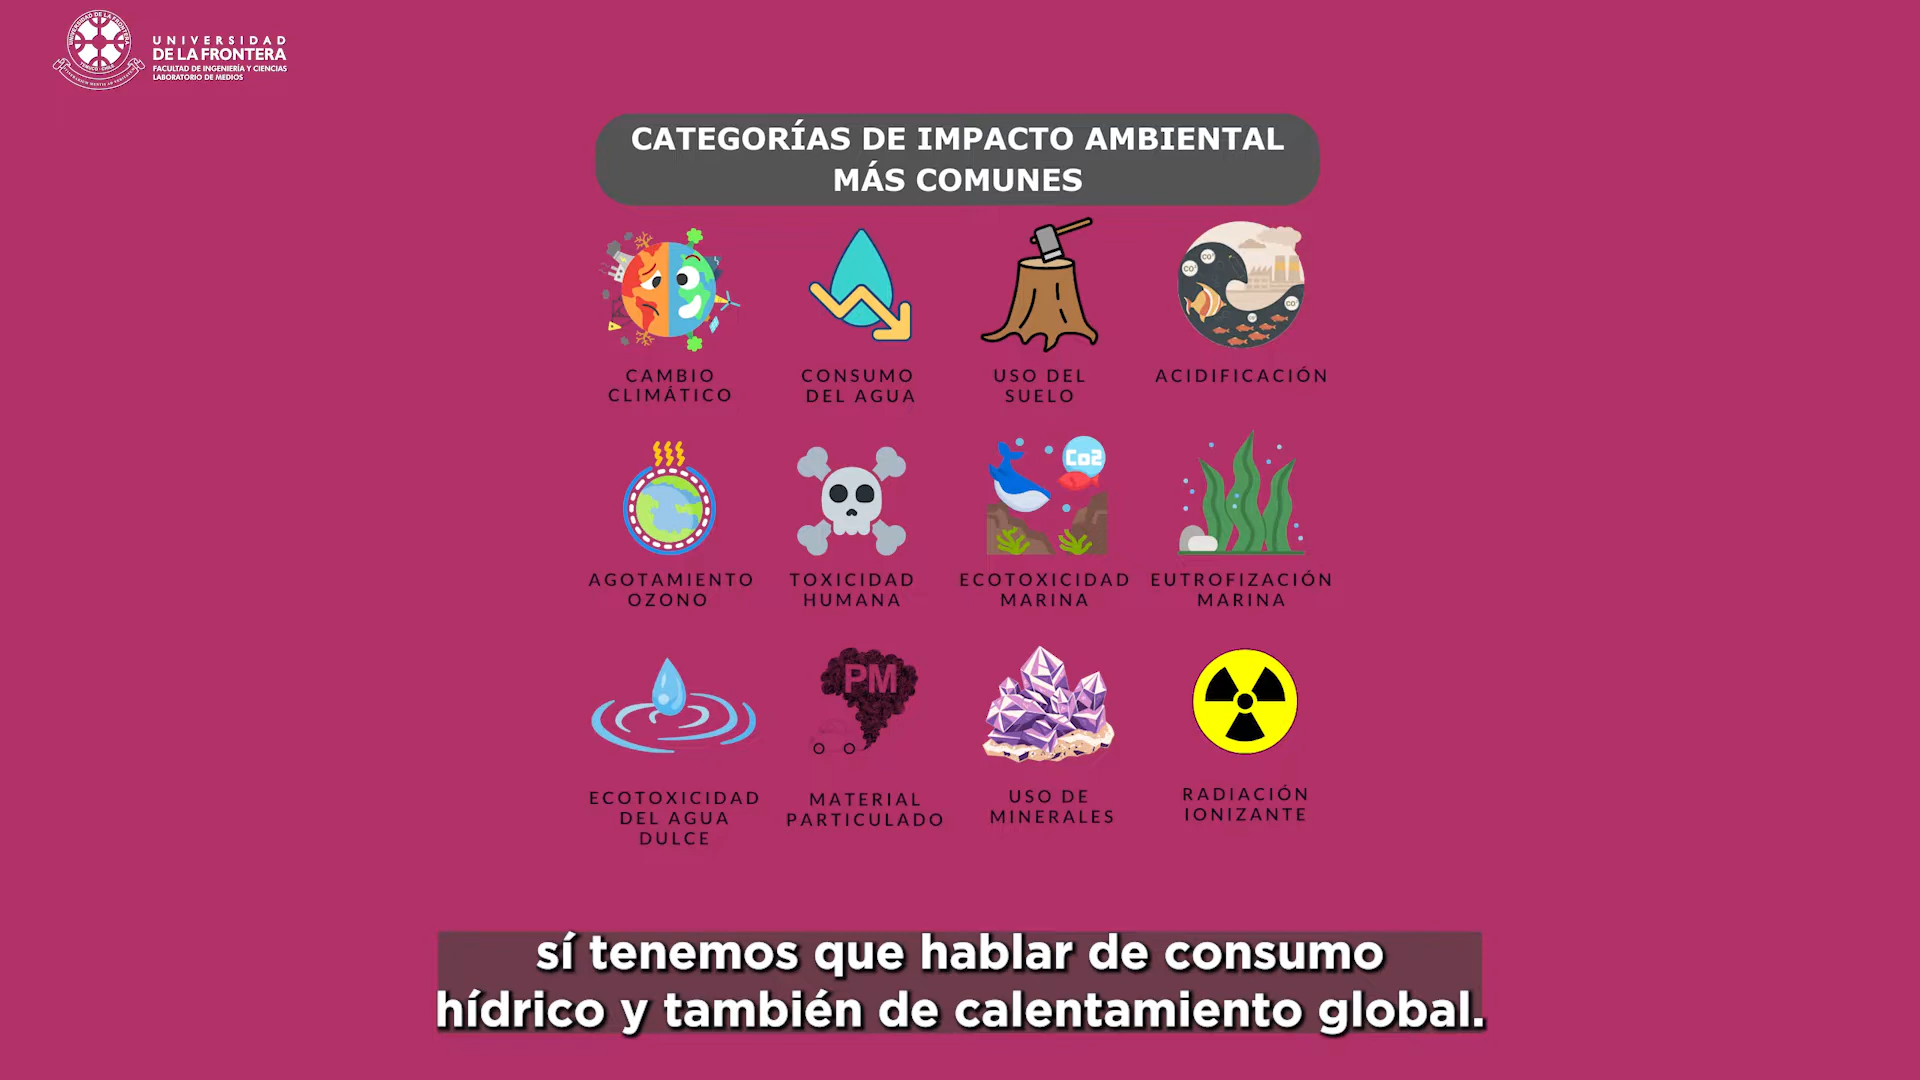 UNIVERSIDAD
DE LA FRONTERA
FACULTAD DE INGENIERÍA Y CIENCIAS
LABORATORIO DE MEDIOS
CATEGORÍAS DE IMPACTO AMBIENTAL
MÁS COMUNES
CAMBIO
CLIMÁTICO
CONSUMO
DEL AGUA
USO DEL
SUELO
ACIDIFICACIÓN
AGOTAMIENTO
OZONO
TOXICIDAD
HUMANA
Co2
ECOTOXICIDAD
MARINA
EUTROFIZACIÓN
MARINA
ECOTOXICIDAD
DEL AGUA
DULCE
PM
MATERIAL
PARTICULADO
USO DE
MINERALES
RADIACIÓN
IONIZANTE
sí tenemos que hablar de consumo
hídrico y también de calentamiento global.